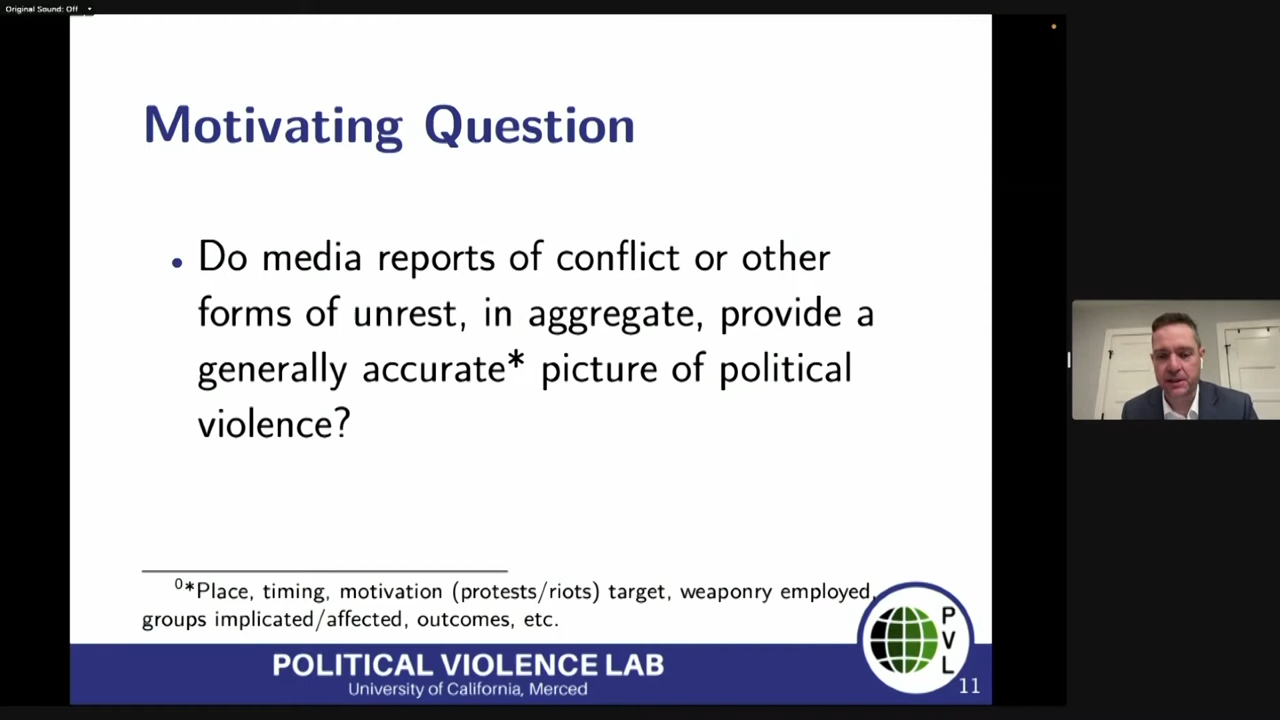 Original Sound: Off
Motivating Question
• Do media reports of conflict or other
forms of unrest, in aggregate, provide a
generally accurate* picture of political
violence?
0*Place, timing, motivation (protests/riots) target, weaponry employed,
groups implicated/affected, outcomes, etc.
POLITICAL VIOLENCE LAB
University of California, Merced
P
V
L
11